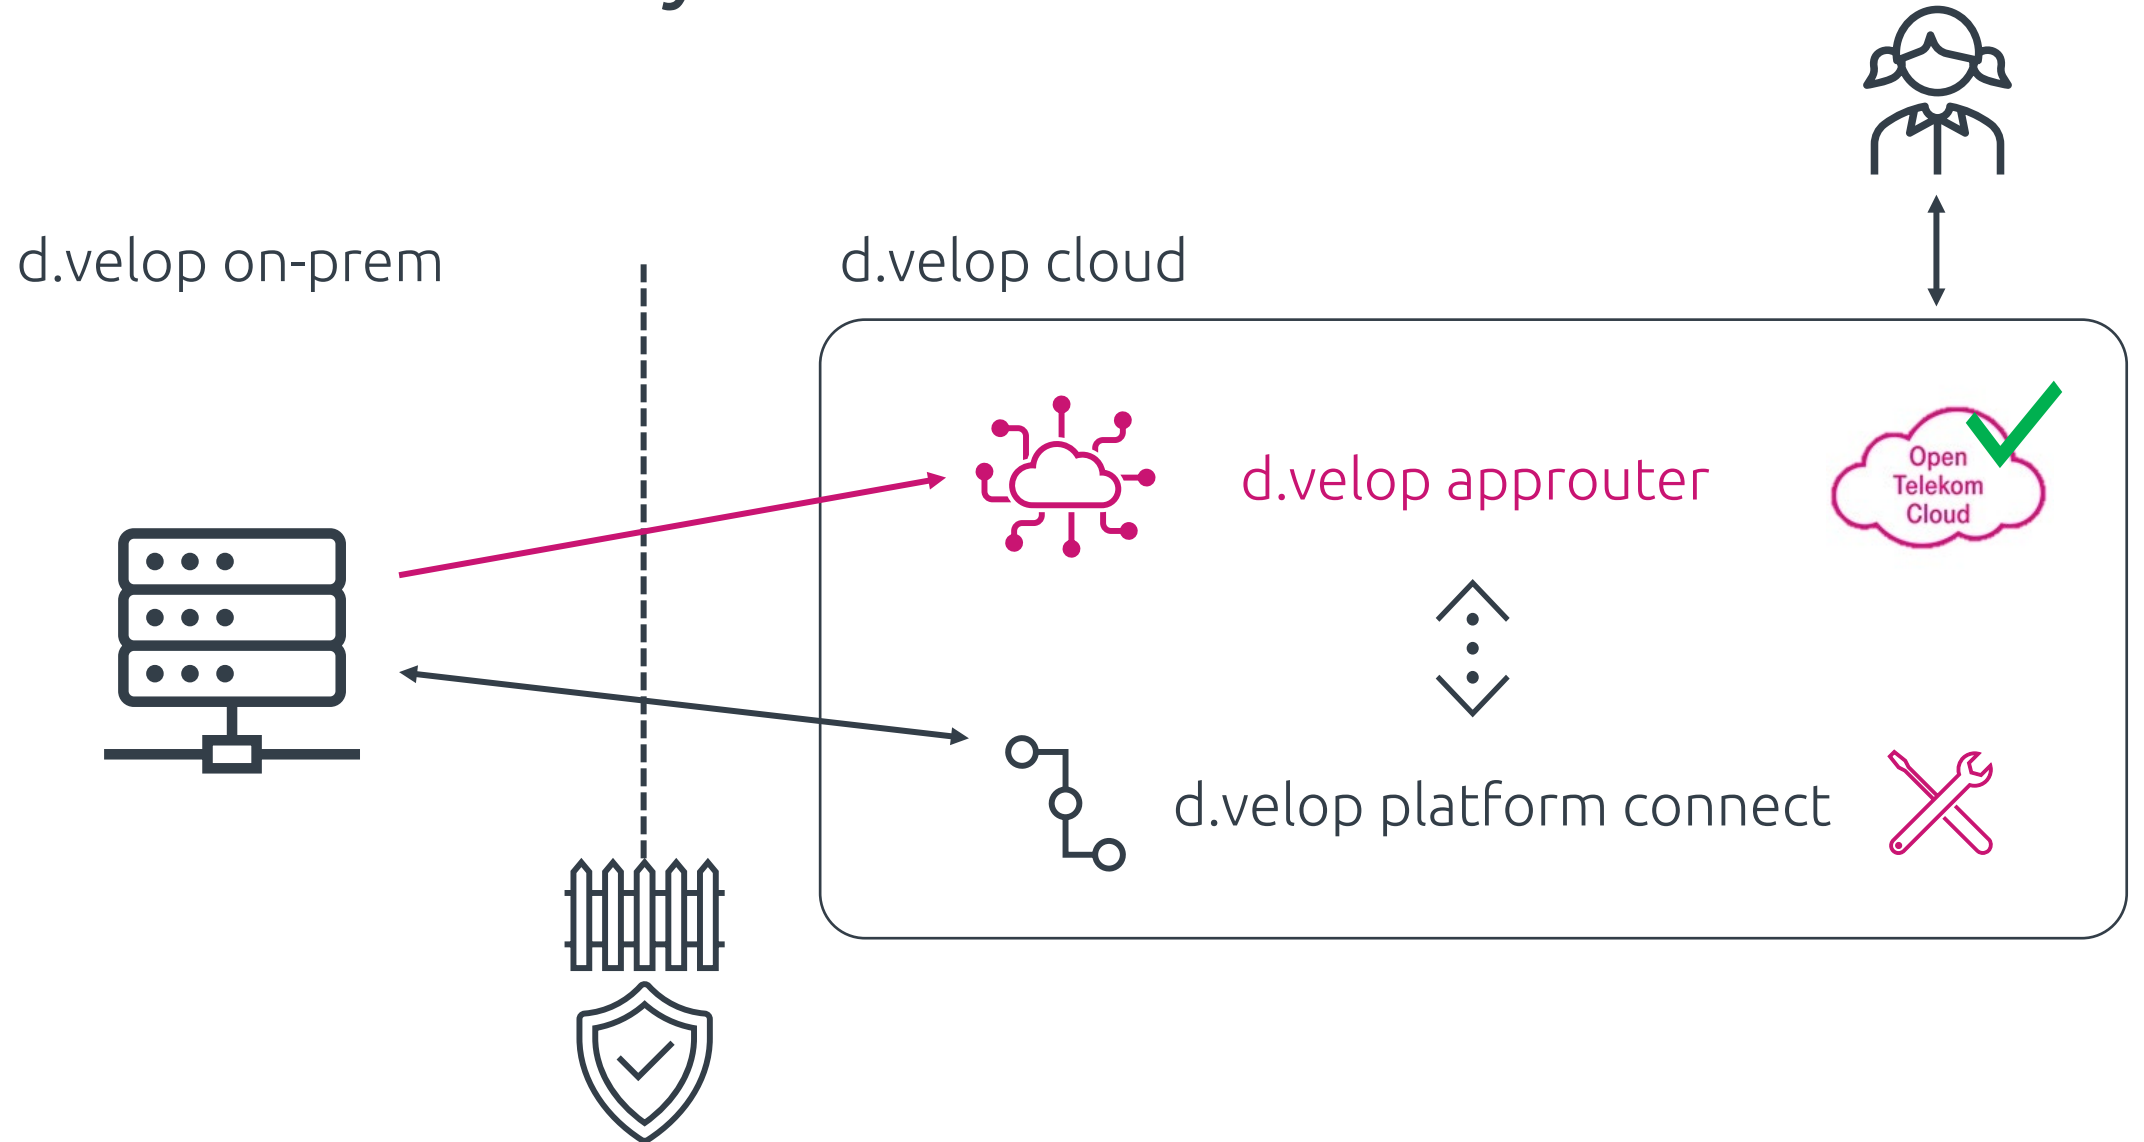 d.velop on-prem
d.velop cloud
d.velop approuter
Open
Telekom
Cloud
d.velop platform connect